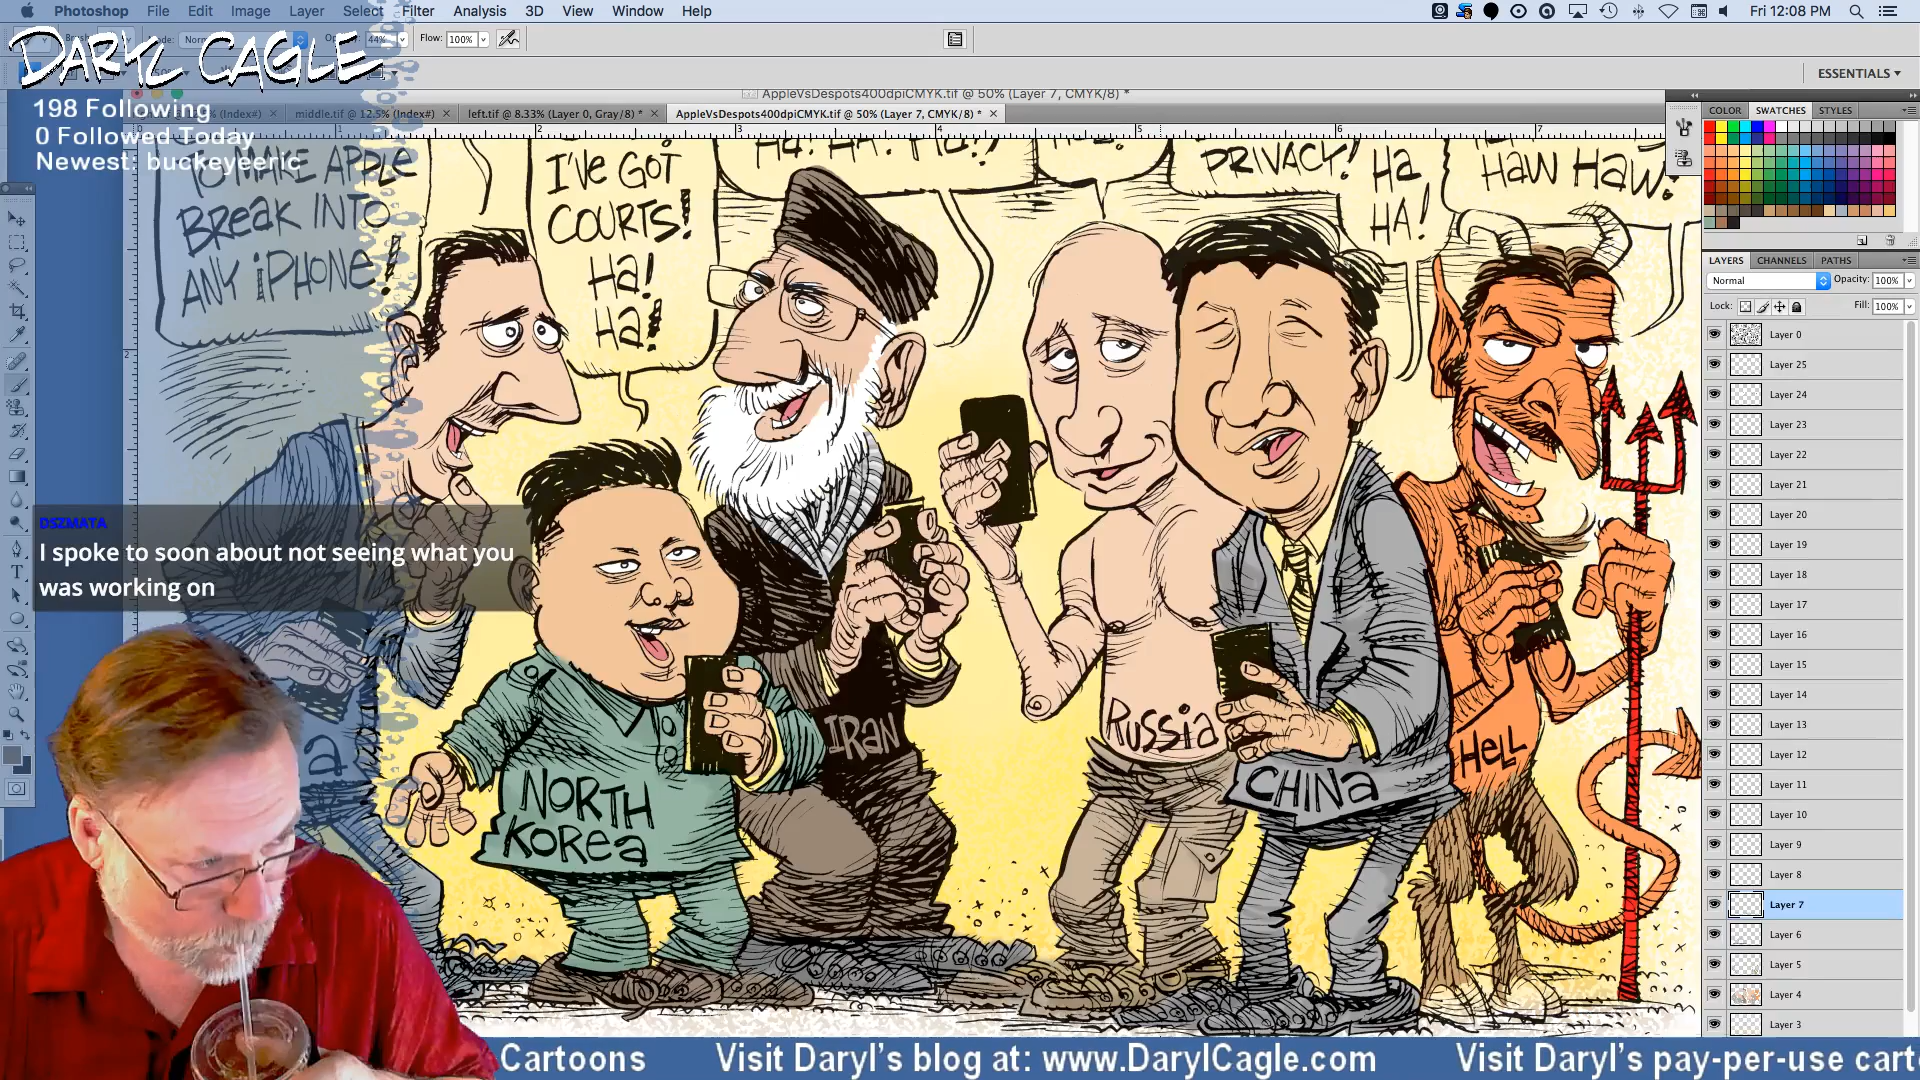 Photoshop File Edit Image Layer Select Filter Analysis 3D View Window Help
Fri 12:08 PM
Flow: 100%
44%
DARYL CAGLE
198 Following
0 Followed Today
Newest: buckeyeeric
ESSENTIALS
AppleVsDespots400dpiCMYK.tif @ 50% (Layer 7, CMYK/8) *
middle.tif @ 12.5% (Index#)
left.tif @ 8.33% (Layer 0, Gray/8) *
AppleVsDespots400dpiCMYK.tif @ 50% (Layer 7, CMYK/8) *
TO MAKE APPLE
BREAK INTO
ANY iPHONE!
I'VE GOT
COURTS!
HA!
HA!
HA! HA! HA!
PRIVACY!
HA
HA!
HAW HAW.
COLOR SWATCHES STYLES
LAYERS CHANNELS PATHS
Normal Opacity: 100%
Lock: Fill: 100%
Layer 0
Layer 25
Layer 24
Layer 23
Layer 22
Layer 21
Layer 20
Layer 19
Layer 18
Layer 17
Layer 16
Layer 15
Layer 14
Layer 13
Layer 12
Layer 11
Layer 10
Layer 9
Layer 8
Layer 7
Layer 6
Layer 5
Layer 4
Layer 3
DSZMATA
I spoke to soon about not seeing what you
was working on
NORTH
KOREA
IRAN
RUSSIA
CHINA
HELL
Cartoons Visit Daryl's blog at: www.DarylCagle.com Visit Daryl's pay-per-use carto